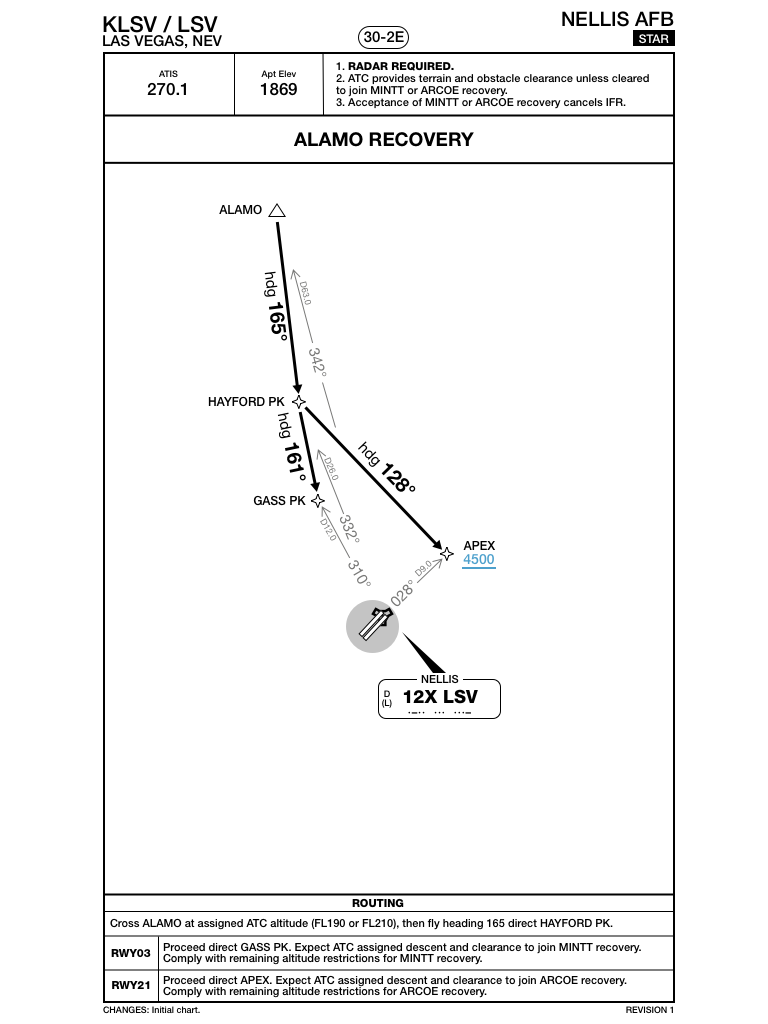 KLSV / LSV
LAS VEGAS, NEV
30-2E
NELLIS AFB
STAR
ATIS
270.1
Apt Elev
1869
1. RADAR REQUIRED.
2. ATC provides terrain and obstacle clearance unless cleared
to join MINTT or ARCOE recovery.
3. Acceptance of MINTT or ARCOE recovery cancels IFR.
ALAMO RECOVERY
ALAMO
hdg 165°
D63.0
342°
HAYFORD PK
hdg 161°
hdg 128°
D26.0
332°
GASS PK
D12.0
310°
APEX
4500
D9.0
028°
NELLIS
D
(L)
12X LSV
.-.. ... ...-
ROUTING
Cross ALAMO at assigned ATC altitude (FL190 or FL210), then fly heading 165 direct HAYFORD PK.
RWY03
Proceed direct GASS PK. Expect ATC assigned descent and clearance to join MINTT recovery.
Comply with remaining altitude restrictions for MINTT recovery.
RWY21
Proceed direct APEX. Expect ATC assigned descent and clearance to join ARCOE recovery.
Comply with remaining altitude restrictions for ARCOE recovery.
CHANGES: Initial chart.
REVISION 1